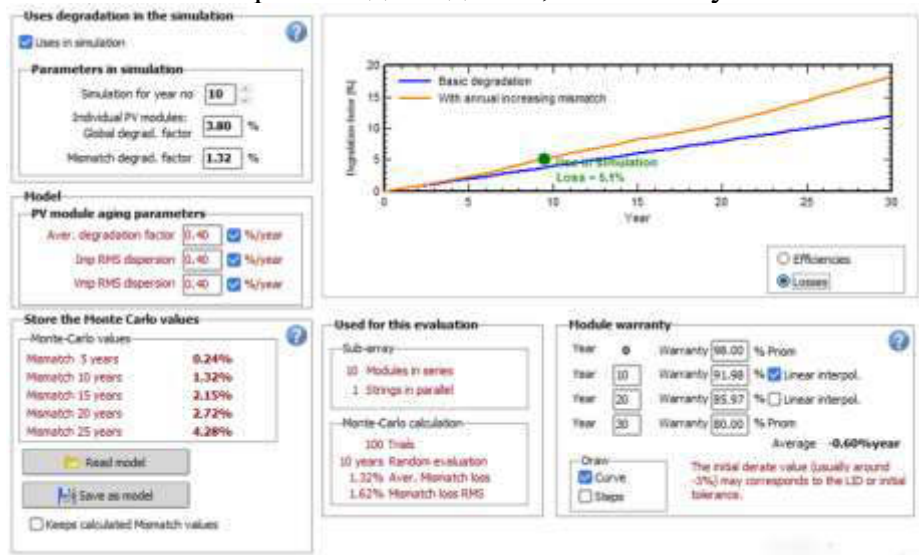 Uses degradation in the simulation
Uses in simulation
Parameters in simulation
Simulation for year no 10
Individual PV modules:
Global degrad. factor 3.80 %
Mismatch degrad. factor 1.32 %
Model
PV module aging parameters
Aver. degradation factor 0.40 %/year
Imp RMS dispersion 0.40 %/year
Vmp RMS dispersion 0.40 %/year
Store the Monte Carlo values
Monte-Carlo values
Mismatch 5 years 0.24%
Mismatch 10 years 1.32%
Mismatch 15 years 2.15%
Mismatch 20 years 2.72%
Mismatch 25 years 4.28%
Read model
Save as model
Keeps calculated Mismatch values
Degradation factor [%]
20
15
10
5
0
Basic degradation
With annual increasing mismatch
Use in Simulation
Loss = 5.1%
0 5 10 15 20 25 30
Year
Efficiencies
Losses
Used for this evaluation
Sub-array
10 Modules in series
1 Strings in parallel
Monte-Carlo calculation
100 Trials
10 years Random evaluation
1.32% Aver. Mismatch loss
1.62% Mismatch loss RMS
Module warranty
Year 0 Warranty 98.00 % Pnom
Year 10 Warranty 91.98 % Linear interpol.
Year 20 Warranty 85.97 % Linear interpol.
Year 30 Warranty 80.00 % Pnom
Average -0.60%year
Draw
Curve
Steps
The initial derate value (usually around
-3%) may corresponds to the LID or initial
tolerance.